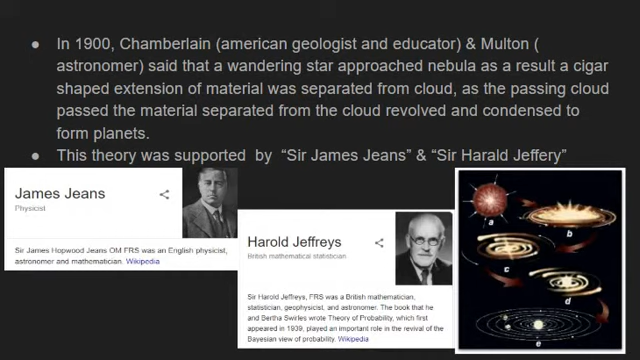 ● In 1900, Chamberlain (american geologist and educator) & Multon (
astronomer) said that a wandering star approached nebula as a result a cigar
shaped extension of material was separated from cloud, as the passing cloud
passed the material separated from the cloud revolved and condensed to
form planets.
● This theory was supported by “Sir James Jeans” & “Sir Harald Jeffery”
James Jeans
Physicist
Sir James Hopwood Jeans OM FRS was an English physicist,
astronomer and mathematician. Wikipedia
Harold Jeffreys
British mathematical statistician
Sir Harold Jeffreys, FRS was a British mathematician,
statistician, geophysicist, and astronomer. The book that he
and Bertha Swirles wrote Theory of Probability, which first
appeared in 1939, played an important role in the revival of the
Bayesian view of probability. Wikipedia
a
b
c
d
e